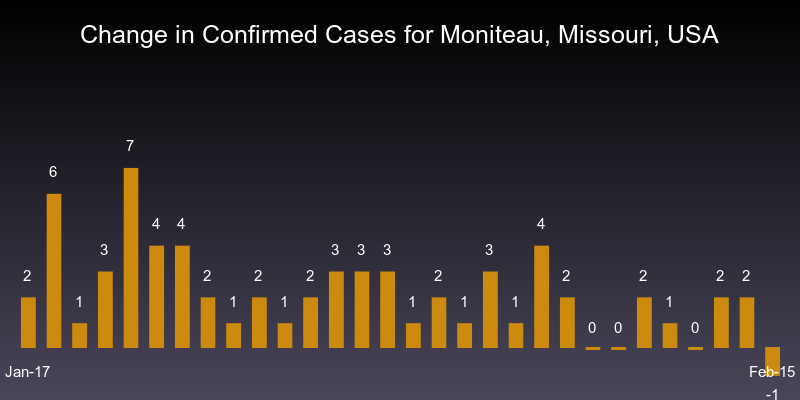 Change in Confirmed Cases for Moniteau, Missouri, USA
7
6
4 4 4
3 3 3 3 3
2 2 2 2 2 2 2 2 2
1 1 1 1 1 1 1
0 0 0
Jan-17 Feb-15
-1